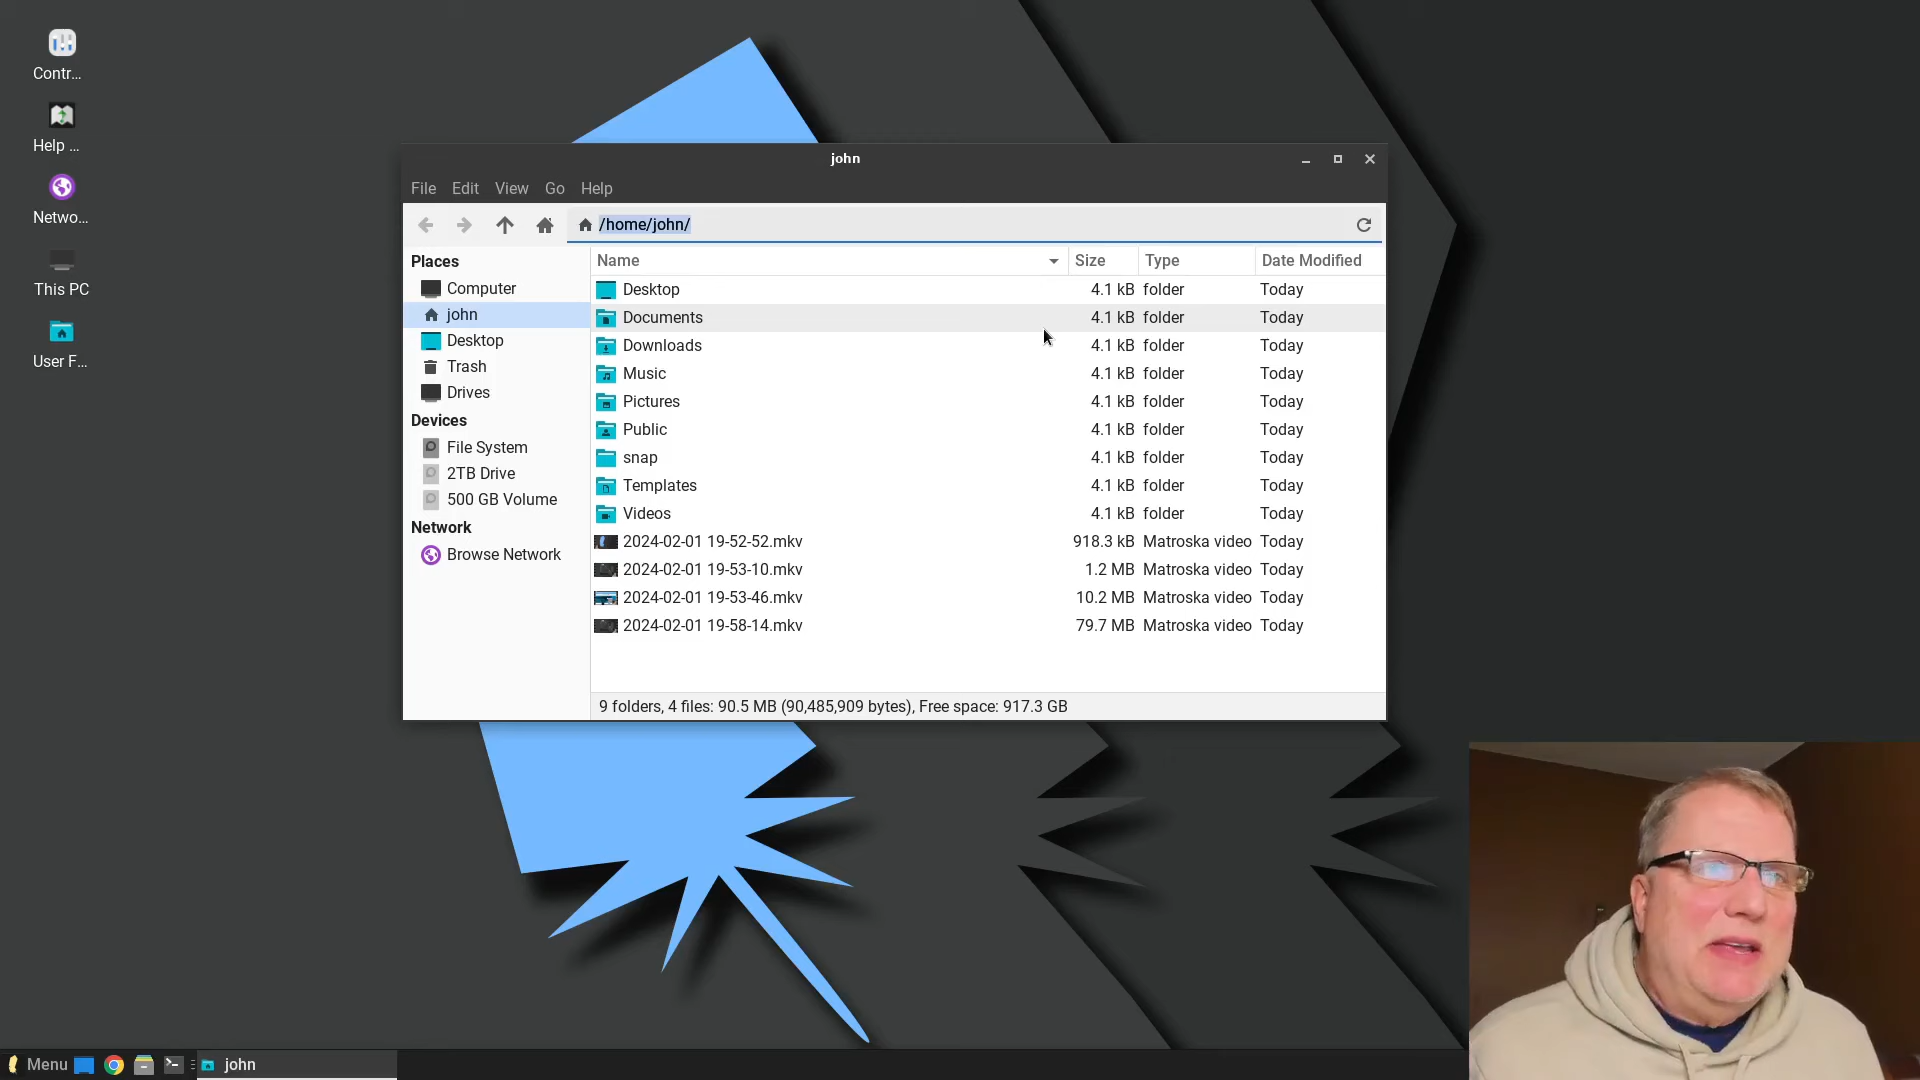 Contr...
Help ...
Netwo...
This PC
User F...
john
File Edit View Go Help
/home/john/
Places
Computer
john
Desktop
Trash
Drives
Devices
File System
2TB Drive
500 GB Volume
Network
Browse Network
Name Size Type Date Modified
Desktop 4.1 kB folder Today
Documents 4.1 kB folder Today
Downloads 4.1 kB folder Today
Music 4.1 kB folder Today
Pictures 4.1 kB folder Today
Public 4.1 kB folder Today
snap 4.1 kB folder Today
Templates 4.1 kB folder Today
Videos 4.1 kB folder Today
2024-02-01 19-52-52.mkv 918.3 kB Matroska video Today
2024-02-01 19-53-10.mkv 1.2 MB Matroska video Today
2024-02-01 19-53-46.mkv 10.2 MB Matroska video Today
2024-02-01 19-58-14.mkv 79.7 MB Matroska video Today
9 folders, 4 files: 90.5 MB (90,485,909 bytes), Free space: 917.3 GB
Menu john